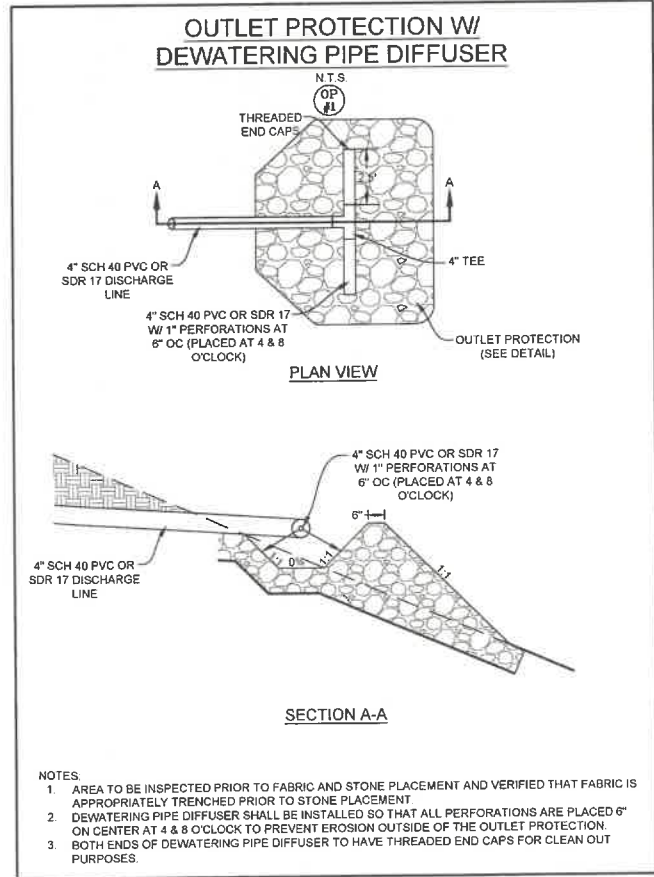 OUTLET PROTECTION W/
DEWATERING PIPE DIFFUSER
N.T.S.
OP
#1
THREADED
END CAPS
A
A
4" SCH 40 PVC OR
SDR 17 DISCHARGE
LINE
4" TEE
4" SCH 40 PVC OR SDR 17
W/ 1" PERFORATIONS AT
6" OC (PLACED AT 4 & 8
O'CLOCK)
OUTLET PROTECTION
(SEE DETAIL)
PLAN VIEW
4" SCH 40 PVC OR SDR 17
W/ 1" PERFORATIONS AT
6" OC (PLACED AT 4 & 8
O'CLOCK)
6"
1:1
0%
1:1
1:1
4" SCH 40 PVC OR
SDR 17 DISCHARGE
LINE
SECTION A-A
NOTES:
1. AREA TO BE INSPECTED PRIOR TO FABRIC AND STONE PLACEMENT AND VERIFIED THAT FABRIC IS
APPROPRIATELY TRENCHED PRIOR TO STONE PLACEMENT
2. DEWATERING PIPE DIFFUSER SHALL BE INSTALLED SO THAT ALL PERFORATIONS ARE PLACED 6"
ON CENTER AT 4 & 8 O'CLOCK TO PREVENT EROSION OUTSIDE OF THE OUTLET PROTECTION.
3. BOTH ENDS OF DEWATERING PIPE DIFFUSER TO HAVE THREADED END CAPS FOR CLEAN OUT
PURPOSES.